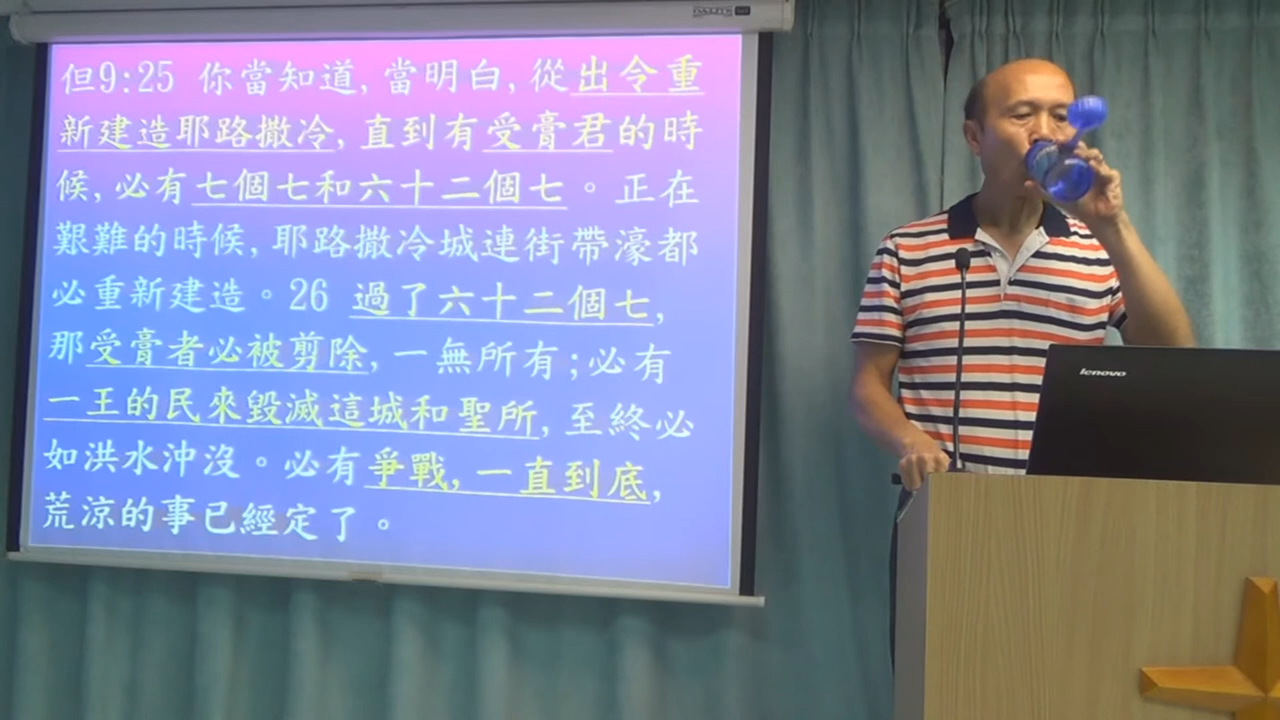 但9:25 你當知道,當明白,從出令重
新建造耶路撒冷,直到有受膏君的時
候,必有七個七和六十二個七。正在
艱難的時候,耶路撒冷城連街帶濠都
必重新建造。26 過了六十二個七,
那受膏者必被剪除,一無所有;必有
一王的民來毀滅這城和聖所,至終必
如洪水沖沒。必有爭戰,一直到底,
荒涼的事已經定了。
lenovo